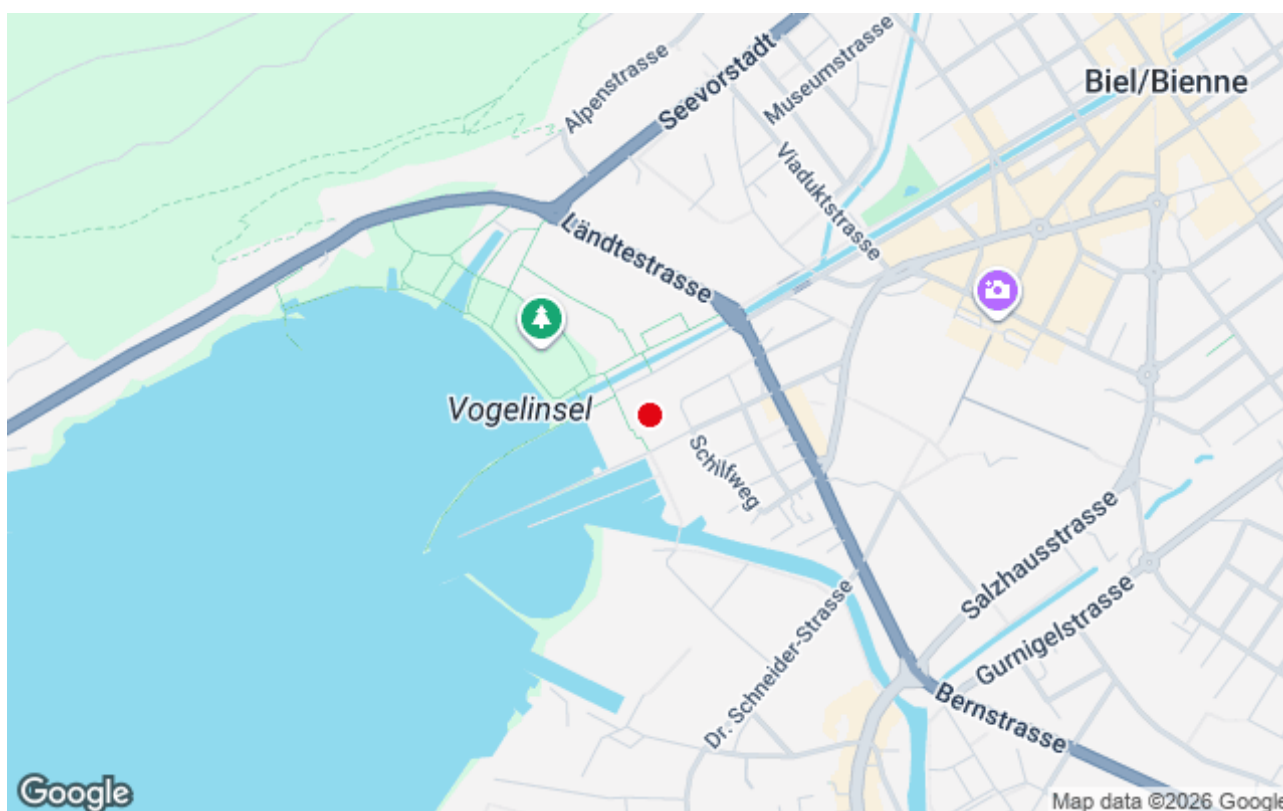 Alpenstrasse
Seevorstadt
Museumstrasse
Biel/Bienne
Viaduktstrasse
Ländtestrasse
Vogelinsel
Schilfweg
Salzhausstrasse
Gurnigelstrasse
Dr. Schneider-Strasse
Bernstrasse
Google
Map data ©2026 Google